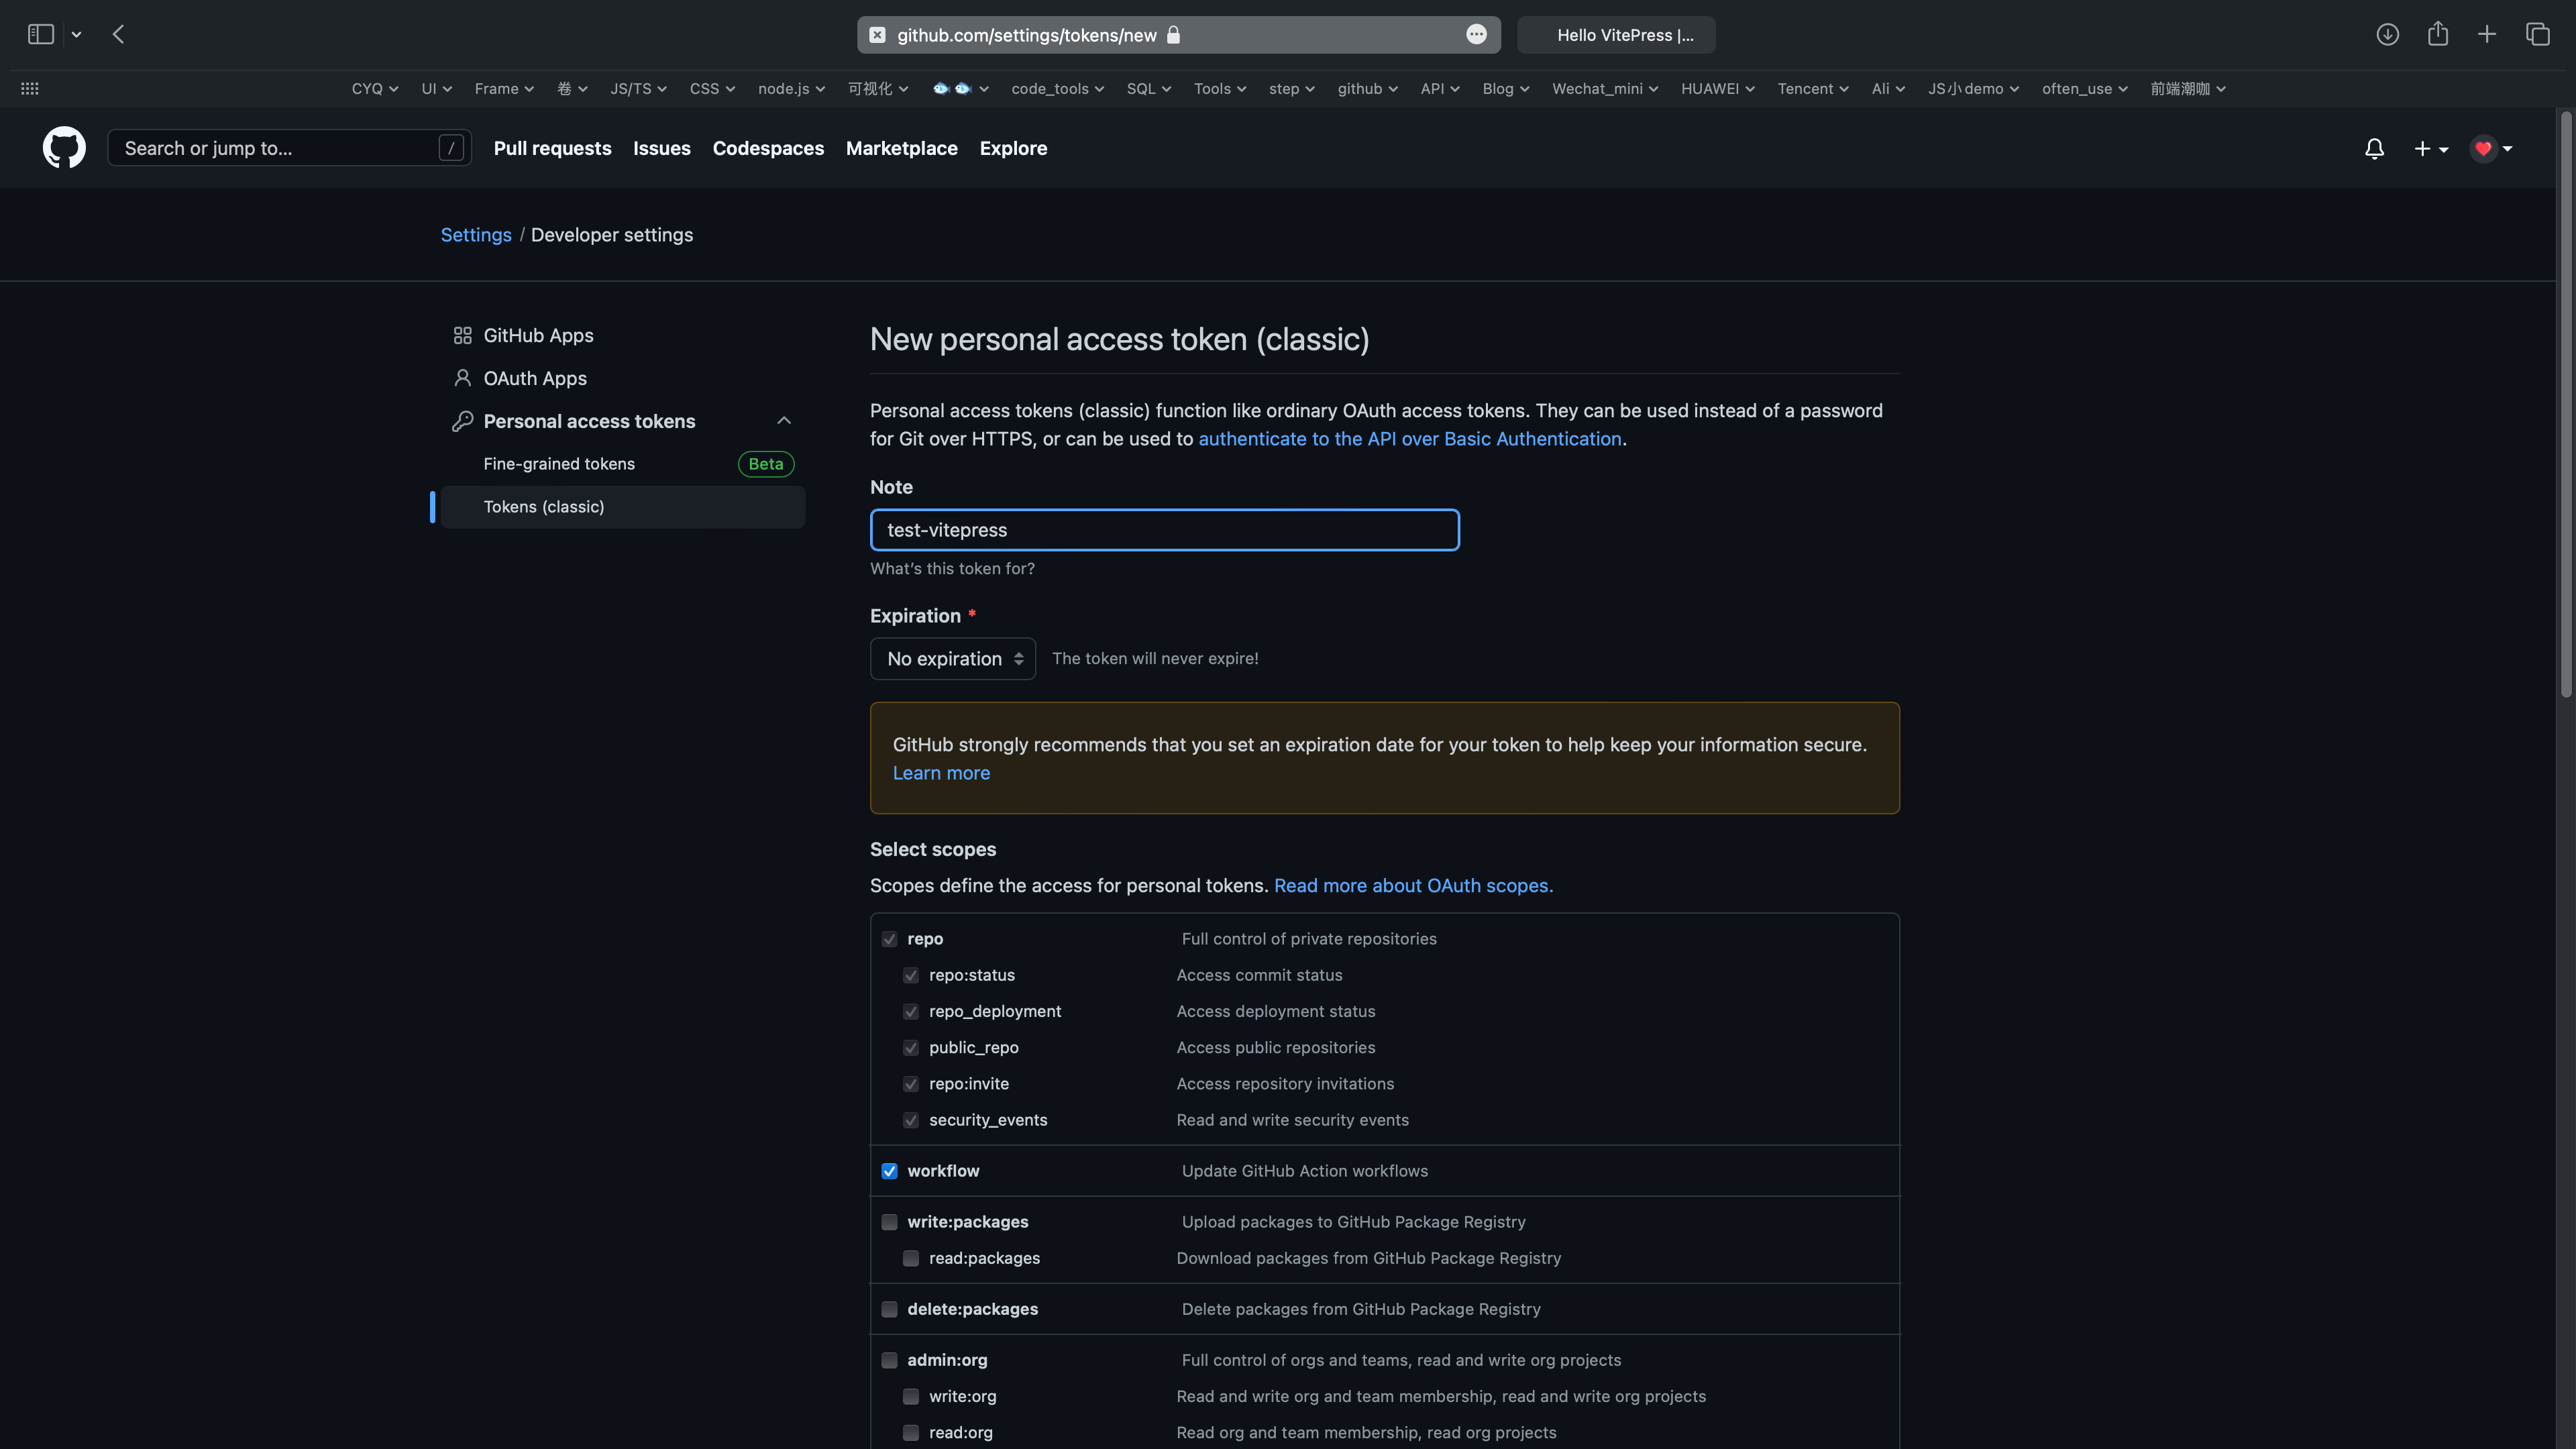 github.com/settings/tokens/new
Hello VitePress |...
CYQ UI Frame 卷 JS/TS CSS node.js 可视化 🐟🐟 code_tools SQL Tools step github API Blog Wechat_mini HUAWEI Tencent Ali JS小demo often_use 前端潮咖
Search or jump to... /
Pull requests Issues Codespaces Marketplace Explore
Settings / Developer settings
GitHub Apps
OAuth Apps
Personal access tokens
Fine-grained tokens Beta
Tokens (classic)
New personal access token (classic)
Personal access tokens (classic) function like ordinary OAuth access tokens. They can be used instead of a password
for Git over HTTPS, or can be used to authenticate to the API over Basic Authentication.
Note
test-vitepress
What's this token for?
Expiration *
No expiration The token will never expire!
GitHub strongly recommends that you set an expiration date for your token to help keep your information secure.
Learn more
Select scopes
Scopes define the access for personal tokens. Read more about OAuth scopes.
repo Full control of private repositories
repo:status Access commit status
repo_deployment Access deployment status
public_repo Access public repositories
repo:invite Access repository invitations
security_events Read and write security events
workflow Update GitHub Action workflows
write:packages Upload packages to GitHub Package Registry
read:packages Download packages from GitHub Package Registry
delete:packages Delete packages from GitHub Package Registry
admin:org Full control of orgs and teams, read and write org projects
write:org Read and write org and team membership, read and write org projects
read:org Read org and team membership, read org projects